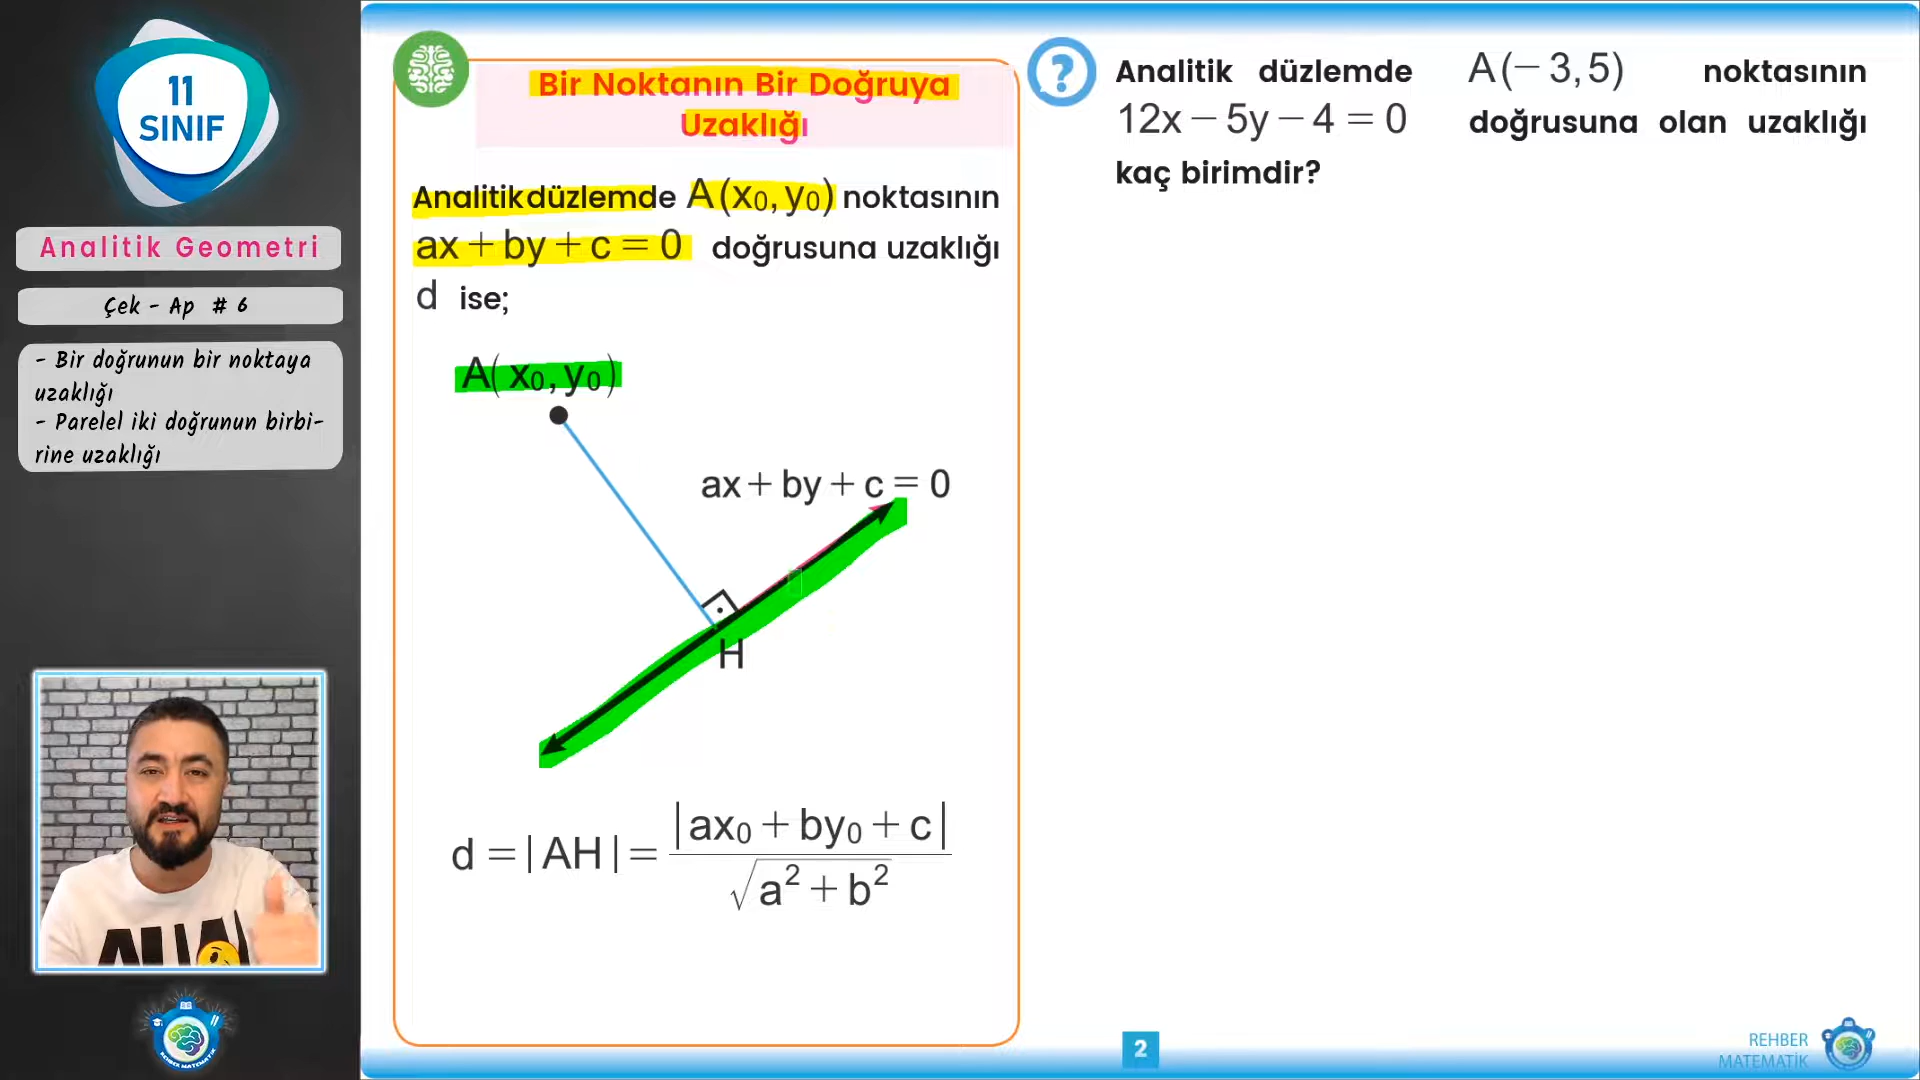 11
SINIF
Analitik Geometri
Çek - Ap # 6
- Bir doğrunun bir noktaya
uzaklığı
- Parelel iki doğrunun birbi-
rine uzaklığı
REHBER MATEMATİK
Bir Noktanın Bir Doğruya
Uzaklığı
Analitik düzlemde A(x₀, y₀) noktasının
ax + by + c = 0 doğrusuna uzaklığı
d ise;
A( x₀, y₀)
ax + by + c = 0
H
d = |AH| = |ax₀ + by₀ + c| / √a² + b²
Analitik düzlemde A(−3,5) noktasının
12x − 5y − 4 = 0 doğrusuna olan uzaklığı
kaç birimdir?
2
REHBER
MATEMATİK